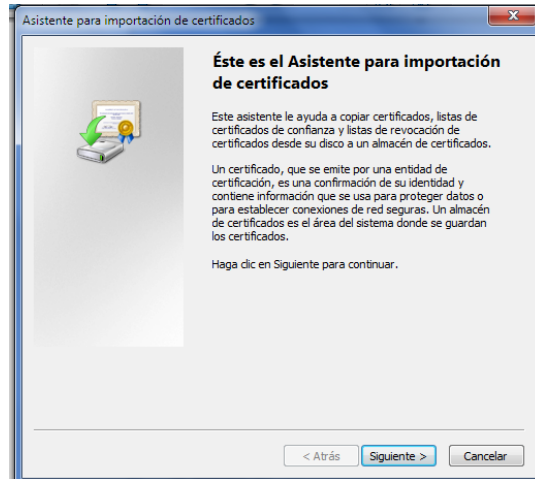 Asistente para importación de certificados
x
Éste es el Asistente para importación
de certificados
Este asistente le ayuda a copiar certificados, listas de
certificados de confianza y listas de revocación de
certificados desde su disco a un almacén de certificados.
Un certificado, que se emite por una entidad de
certificación, es una confirmación de su identidad y
contiene información que se usa para proteger datos o
para establecer conexiones de red seguras. Un almacén
de certificados es el área del sistema donde se guardan
los certificados.
Haga clic en Siguiente para continuar.
< Atrás
Siguiente >
Cancelar